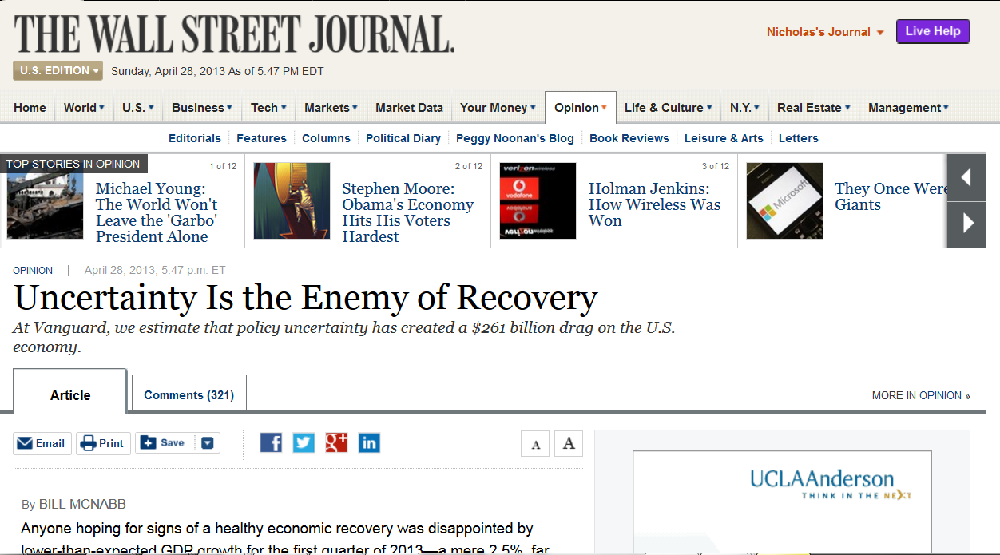 THE WALL STREET JOURNAL.
Nicholas's Journal
Live Help
U.S. EDITION
Sunday, April 28, 2013 As of 5:47 PM EDT
Home World U.S. Business Tech Markets Market Data Your Money Opinion Life & Culture N.Y. Real Estate Management
Editorials Features Columns Political Diary Peggy Noonan's Blog Book Reviews Leisure & Arts Letters
TOP STORIES IN OPINION
1 of 12
Michael Young:
The World Won't
Leave the 'Garbo'
President Alone
2 of 12
Stephen Moore:
Obama's Economy
Hits His Voters
Hardest
verizon wireless
vodafone
3 of 12
Holman Jenkins:
How Wireless Was
Won
Microsoft
They Once Were
Giants
OPINION | April 28, 2013, 5:47 p.m. ET
Uncertainty Is the Enemy of Recovery
At Vanguard, we estimate that policy uncertainty has created a $261 billion drag on the U.S.
economy.
Article
Comments (321)
MORE IN OPINION »
Email Print Save
f
g+
in
A A
UCLAAnderson
THINK IN THE NEXT
By BILL MCNABB
Anyone hoping for signs of a healthy economic recovery was disappointed by
lower-than-expected GDP growth for the first quarter of 2013—a mere 2.5%, far